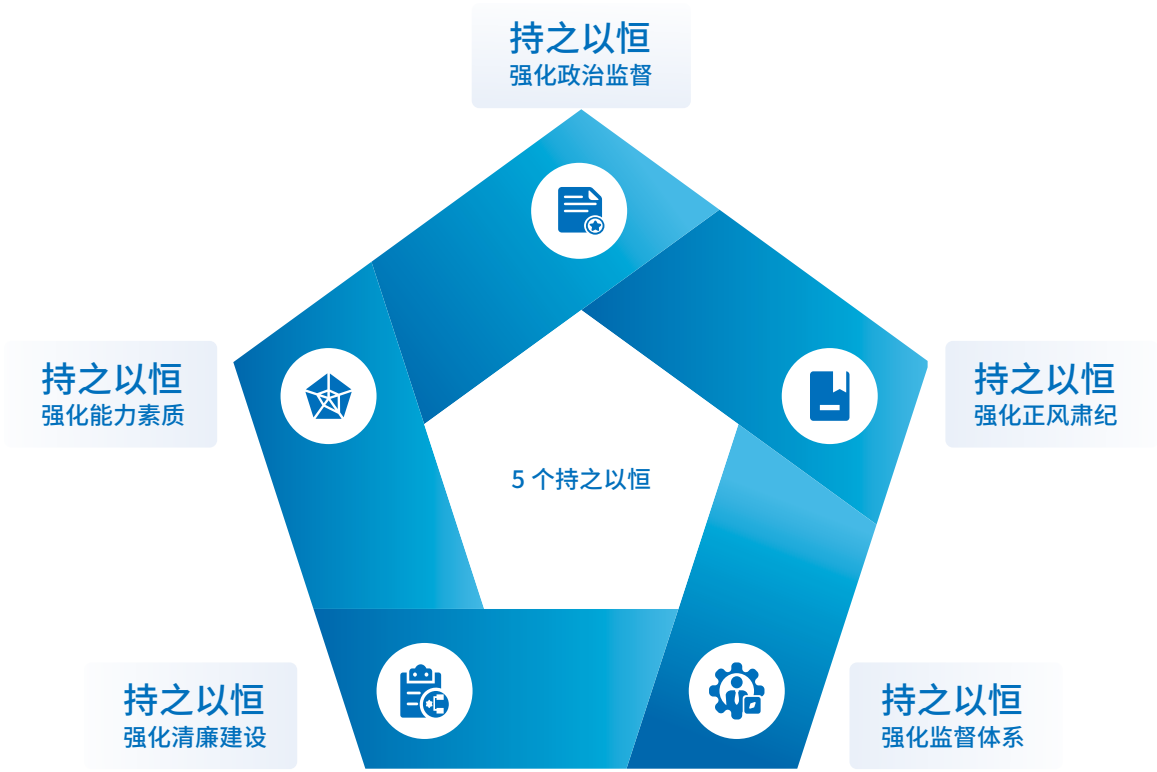 持之以恒
强化政治监督
持之以恒
强化能力素质
持之以恒
强化正风肃纪
5 个持之以恒
持之以恒
强化清廉建设
持之以恒
强化监督体系